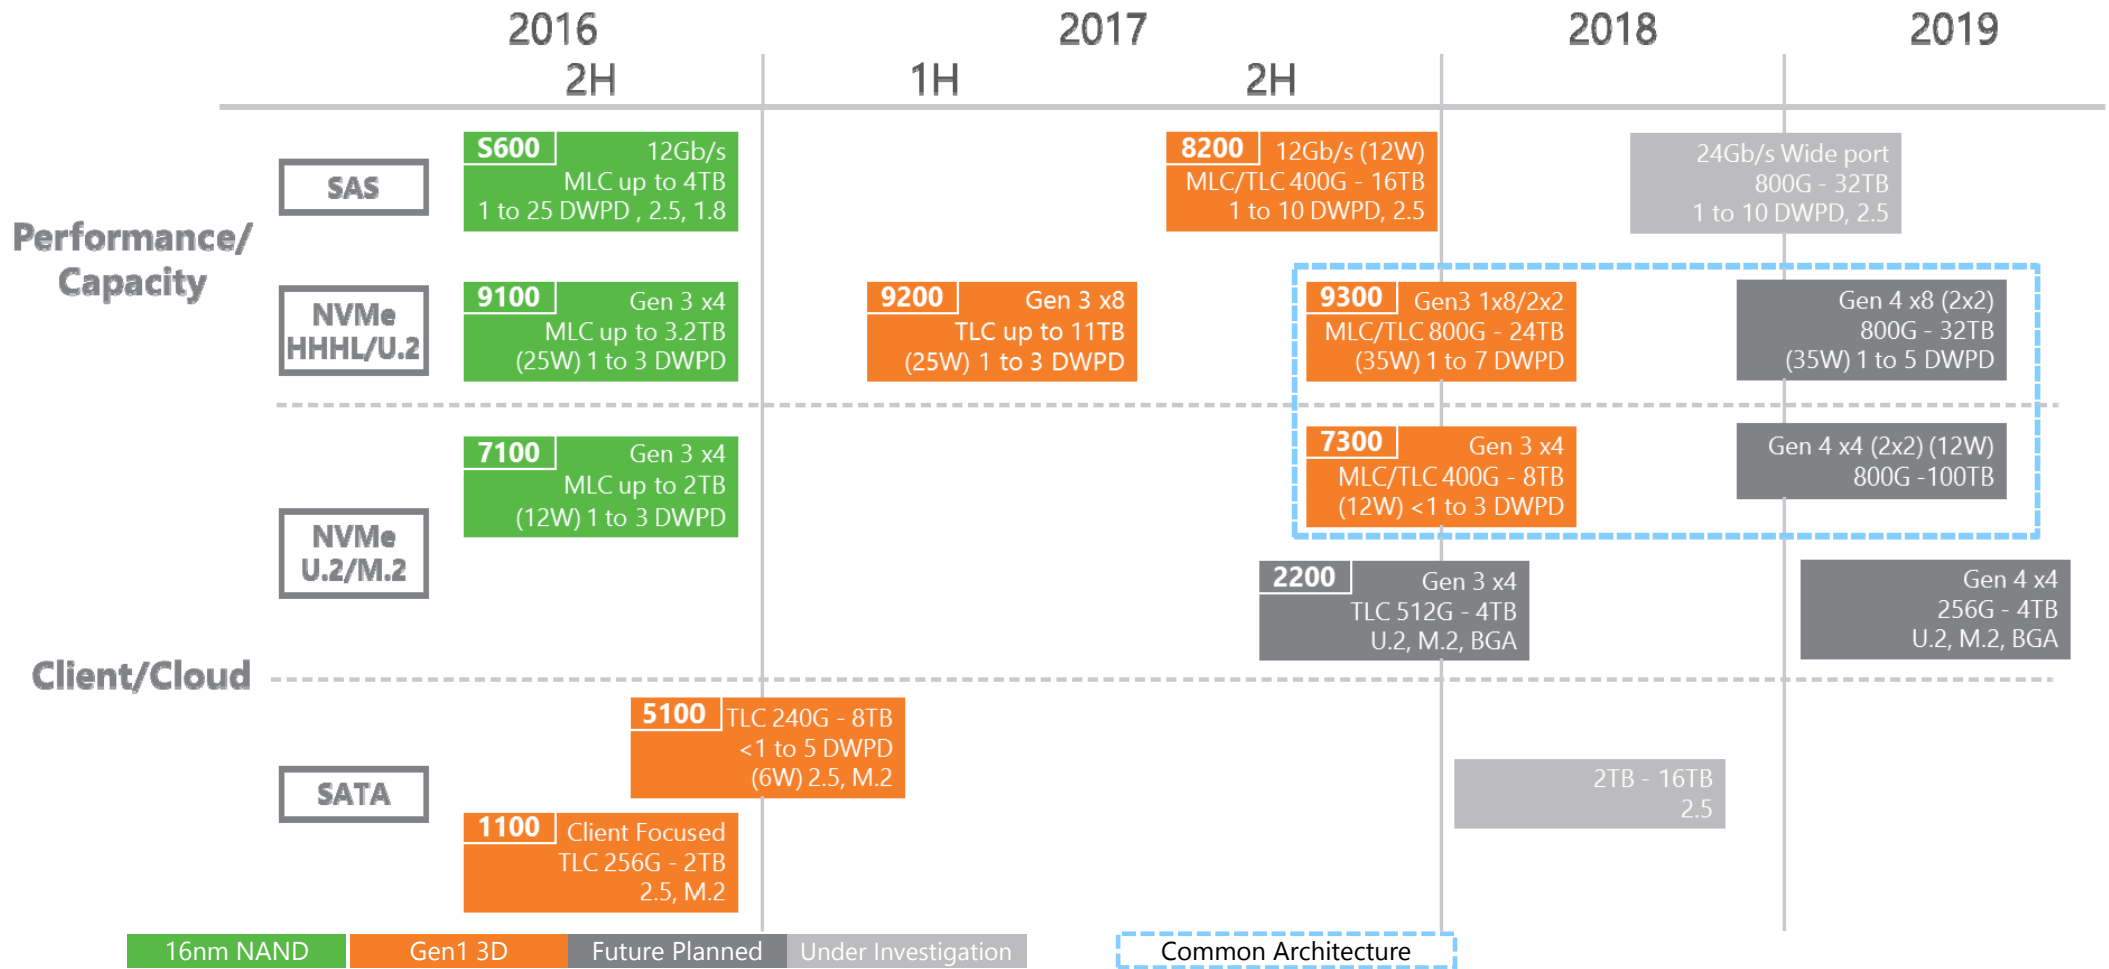 2016 2017 2018 2019
2H 1H 2H
Performance/
Capacity
SAS
S600 12Gb/s
MLC up to 4TB
1 to 25 DWPD , 2.5, 1.8
8200 12Gb/s (12W)
MLC/TLC 400G - 16TB
1 to 10 DWPD, 2.5
24Gb/s Wide port
800G - 32TB
1 to 10 DWPD, 2.5
NVMe
HHHL/U.2
9100 Gen 3 x4
MLC up to 3.2TB
(25W) 1 to 3 DWPD
9200 Gen 3 x8
TLC up to 11TB
(25W) 1 to 3 DWPD
9300 Gen3 1x8/2x2
MLC/TLC 800G - 24TB
(35W) 1 to 7 DWPD
Gen 4 x8 (2x2)
800G - 32TB
(35W) 1 to 5 DWPD
NVMe
U.2/M.2
7100 Gen 3 x4
MLC up to 2TB
(12W) 1 to 3 DWPD
7300 Gen 3 x4
MLC/TLC 400G - 8TB
(12W) <1 to 3 DWPD
Gen 4 x4 (2x2) (12W)
800G -100TB
2200 Gen 3 x4
TLC 512G - 4TB
U.2, M.2, BGA
Gen 4 x4
256G - 4TB
U.2, M.2, BGA
Client/Cloud
SATA
5100 TLC 240G - 8TB
<1 to 5 DWPD
(6W) 2.5, M.2
1100 Client Focused
TLC 256G - 2TB
2.5, M.2
2TB - 16TB
2.5
16nm NAND Gen1 3D Future Planned Under Investigation Common Architecture